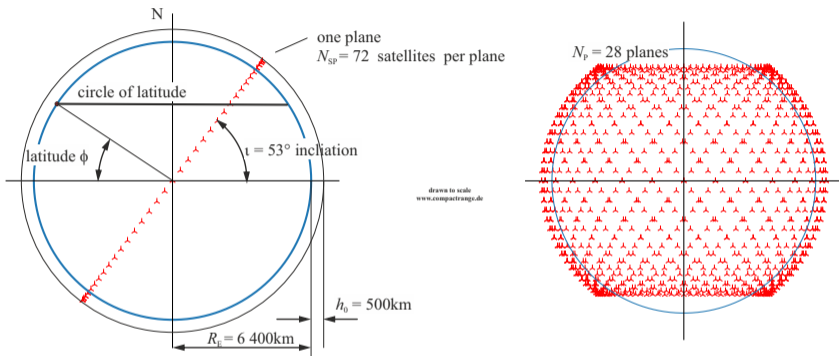 N
one plane
N_SP = 72 satellites per plane
circle of latitude
latitude ϕ
ι = 53° incliation
h_0 = 500km
R_E = 6 400km
drawn to scale
www.compactrange.de
N_P = 28 planes